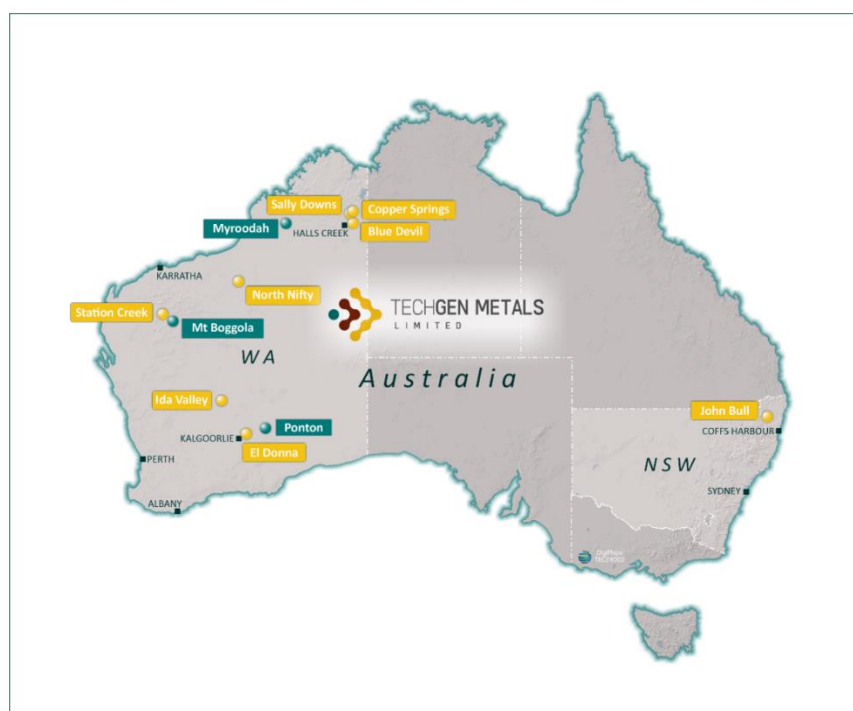 Sally Downs
Copper Springs
Myroodah
HALLS CREEK
Blue Devil
KARRATHA
North Nifty
TECHGEN METALS
LIMITED
Station Creek
Mt Boggola
WA
Australia
Ida Valley
John Bull
Ponton
KALGOORLIE
COFFS HARBOUR
El Donna
PERTH
NSW
SYDNEY
ALBANY
DigiMaps